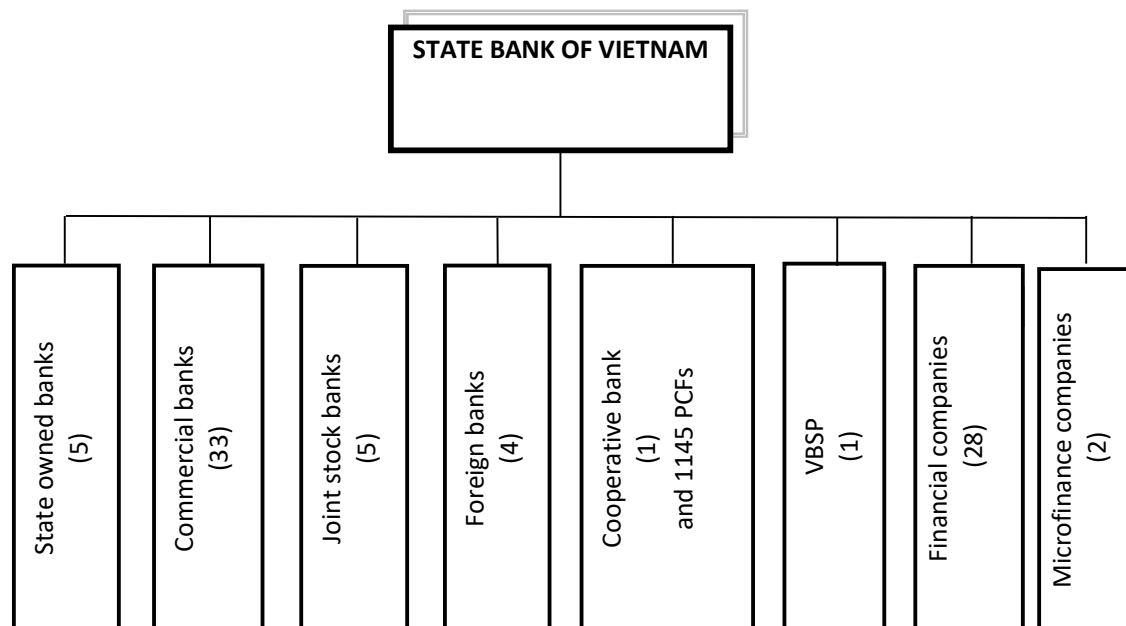 STATE BANK OF VIETNAM
State owned banks
(5)
Commercial banks
(33)
Joint stock banks
(5)
Foreign banks
(4)
Cooperative bank
(1)
and 1145 PCFs
VBSP
(1)
Financial companies
(28)
Microfinance companies
(2)